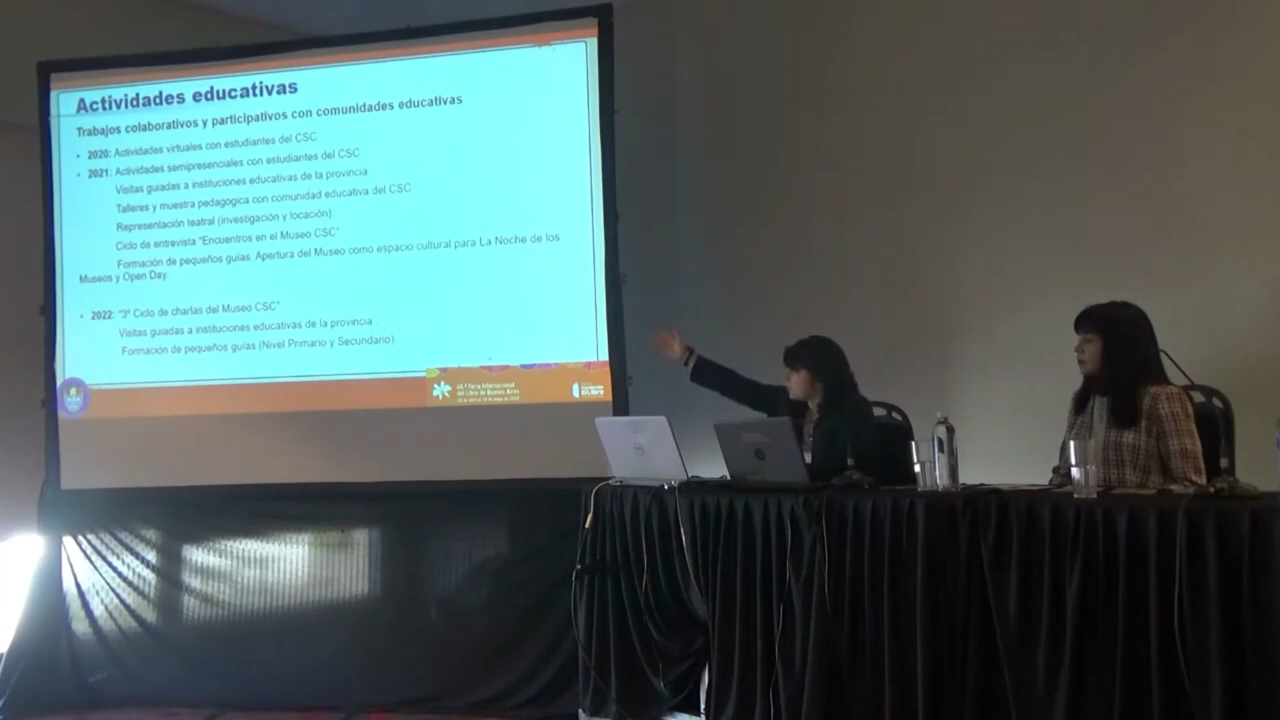 Actividades educativas
Trabajos colaborativos y participativos con comunidades educativas
• 2020: Actividades virtuales con estudiantes del CSC
• 2021: Actividades semipresenciales con estudiantes del CSC
Visitas guiadas a instituciones educativas de la provincia
Talleres y muestra pedagogica con comunidad educativa del CSC
Representación teatral (investigación y locación)
Ciclo de entrevista "Encuentros en el Museo CSC"
Formación de pequeños guías. Apertura del Museo como espacio cultural para La Noche de los
Museos y Open Day.
• 2022: "3º Ciclo de charlas del Museo CSC"
Visitas guiadas a instituciones educativas de la provincia .
Formación de pequeños guías (Nivel Primario y Secundario)
Feria Internacional
del Libro de Buenos Aires
Fundación
El Libro
DELL